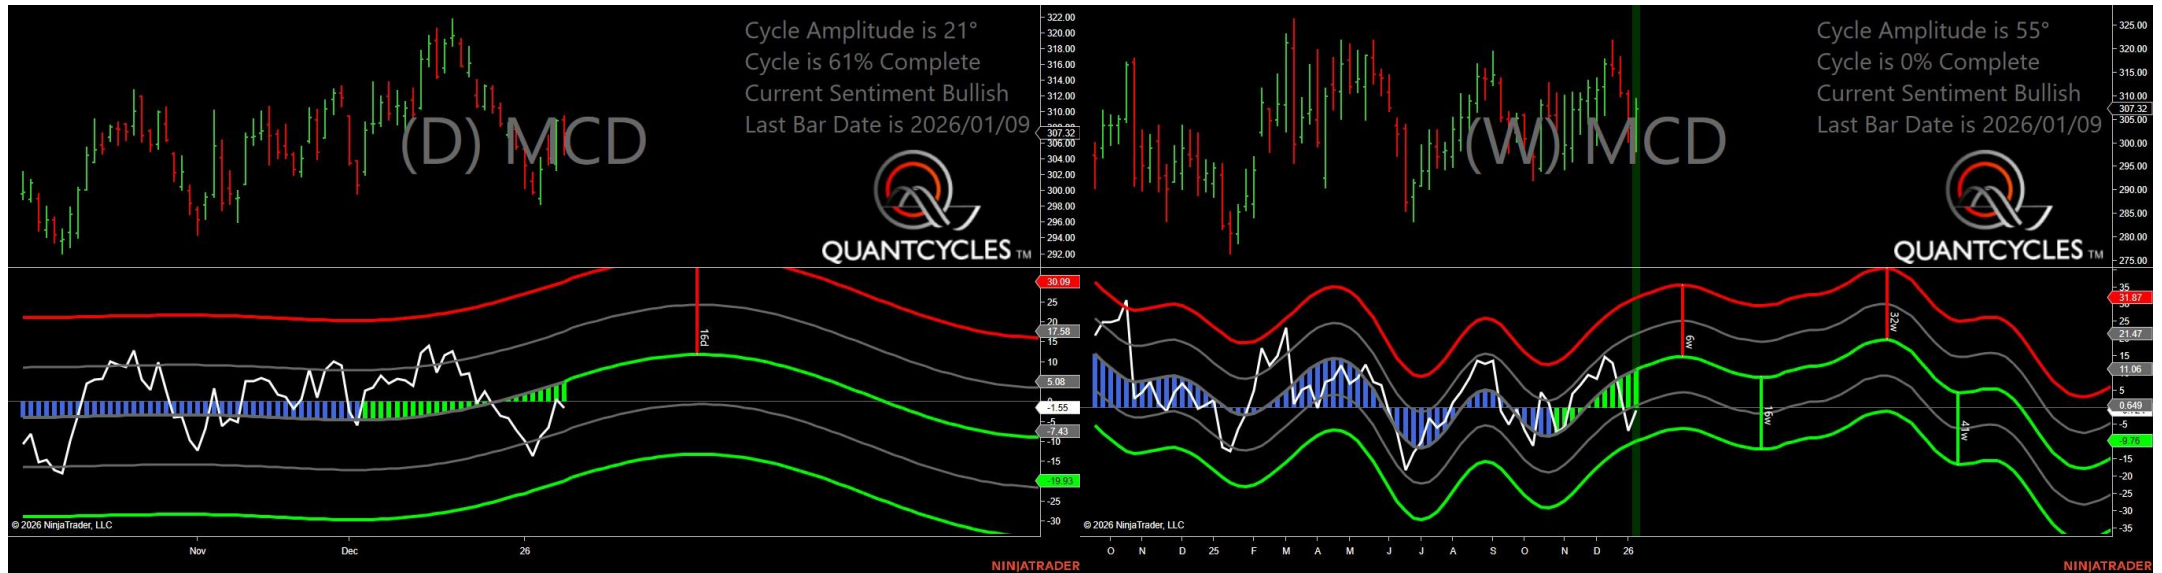 Cycle Amplitude is 21°
Cycle is 61% Complete
Current Sentiment Bullish
Last Bar Date is 2026/01/09
(D) MCD
QUANTCYCLES TM
322.00
320.00
318.00
316.00
314.00
312.00
310.00
307.32
306.00
304.00
302.00
300.00
298.00
296.00
294.00
292.00
16d
30.09
25
20
17.58
15
10
5.08
-1.55
-7.43
-10
-15
-19.93
-25
-30
© 2026 NinjaTrader, LLC
Nov
Dec
26
NINJATRADER
Cycle Amplitude is 55°
Cycle is 0% Complete
Current Sentiment Bullish
Last Bar Date is 2026/01/09
(W) MCD
QUANTCYCLES TM
325.00
320.00
315.00
310.00
307.32
305.00
300.00
295.00
290.00
285.00
280.00
275.00
6w
16w
32w
41w
35
31.87
25
21.47
15
11.06
5
0.649
-5
-9.76
-15
-20
-25
-30
-35
© 2026 NinjaTrader, LLC
O N D 25 F M A M J J A S O N D 26
NINJATRADER